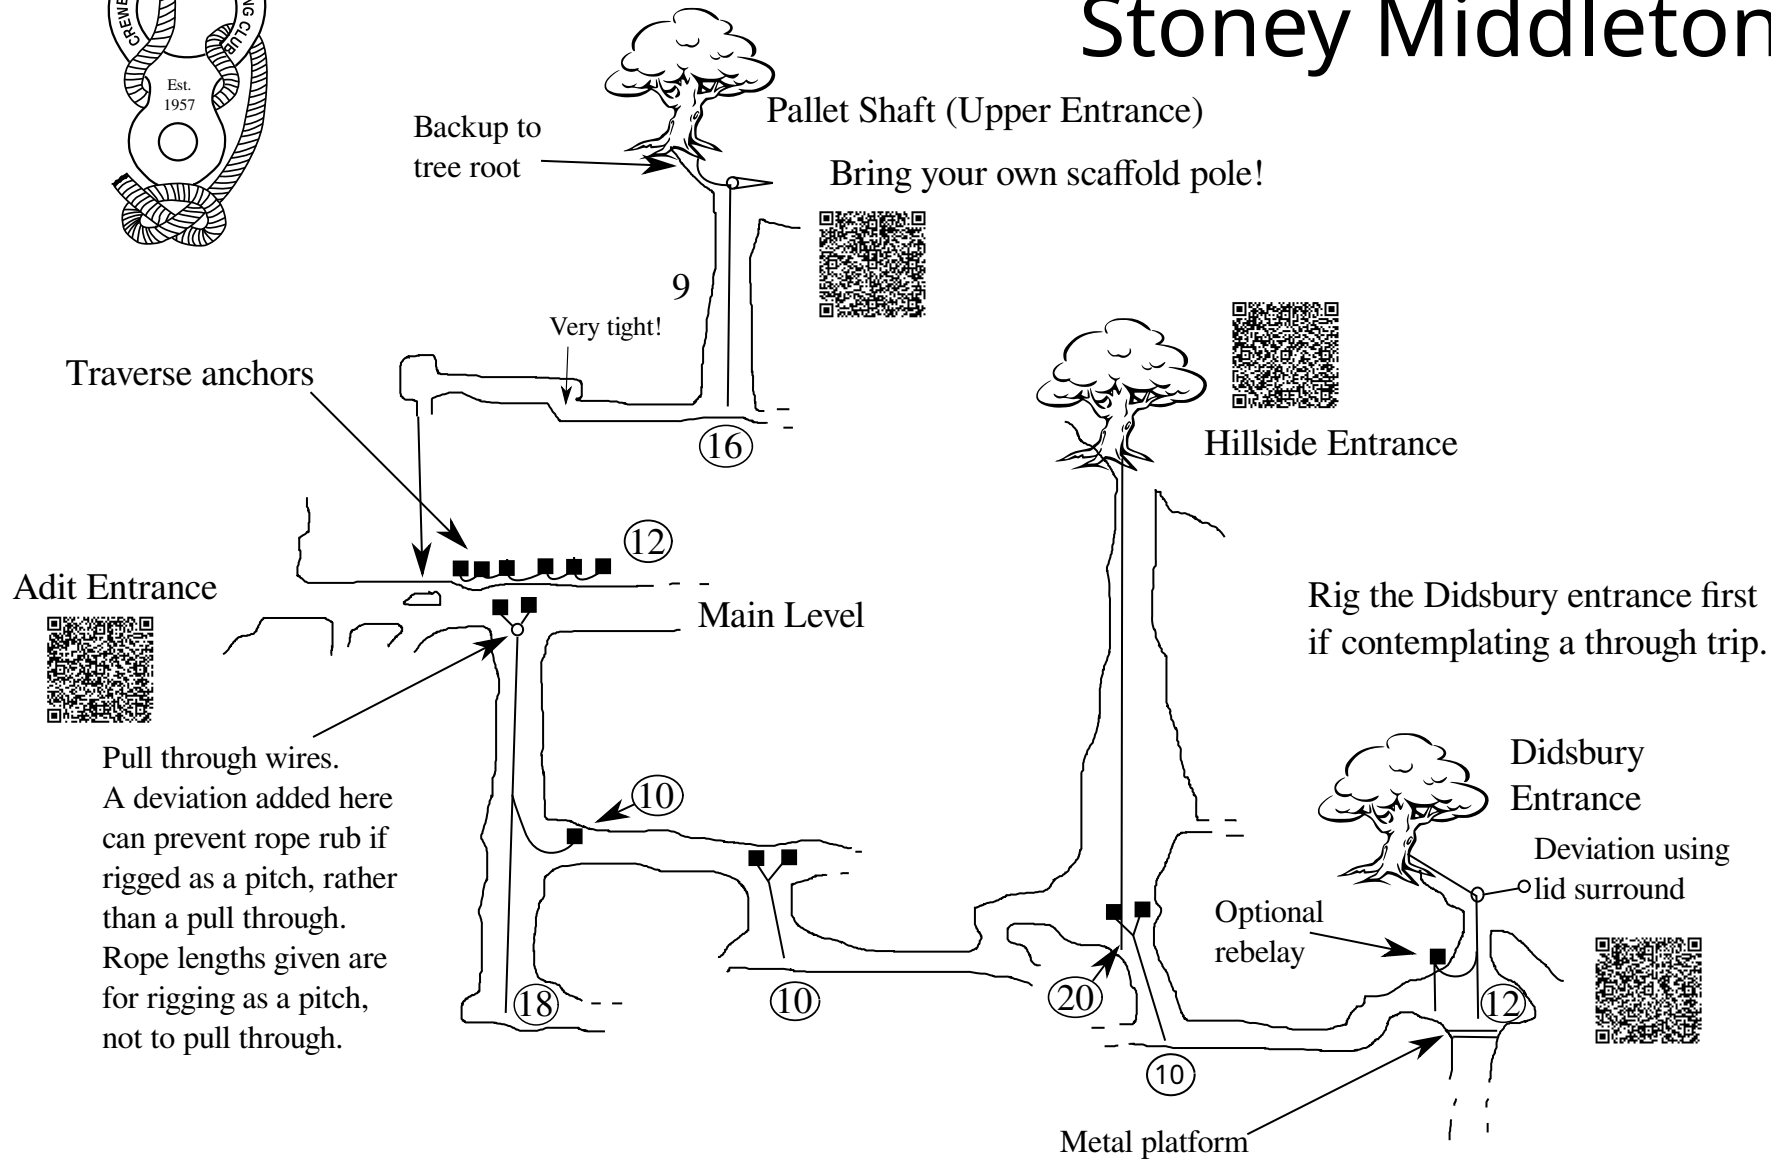 Stoney Middleton
CREWE
NG CLUB
Est.
1957
Pallet Shaft (Upper Entrance)
Backup to
tree root
Bring your own scaffold pole!
9
Very tight!
Traverse anchors
16
Hillside Entrance
12
Adit Entrance
Main Level
Rig the Didsbury entrance first
if contemplating a through trip.
Pull through wires.
A deviation added here
can prevent rope rub if
rigged as a pitch, rather
than a pull through.
Rope lengths given are
for rigging as a pitch,
not to pull through.
10
Didsbury
Entrance
Deviation using
lid surround
Optional
rebelay
18
10
20
12
10
Metal platform